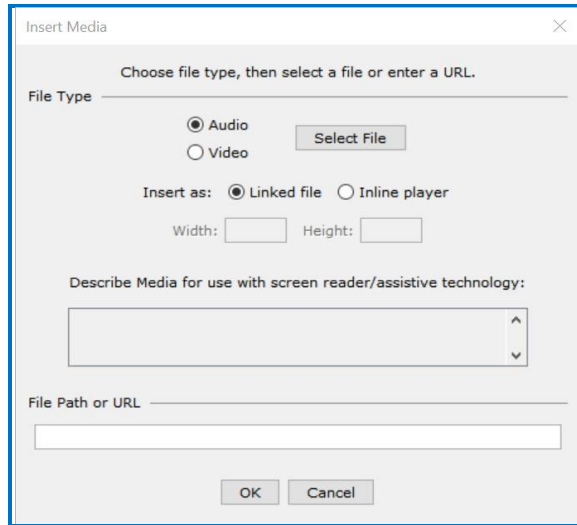 Insert Media
Choose file type, then select a file or enter a URL.
File Type
Audio
Select File
Video
Insert as: Linked file Inline player
Width: Height:
Describe Media for use with screen reader/assistive technology:
File Path or URL
OK Cancel